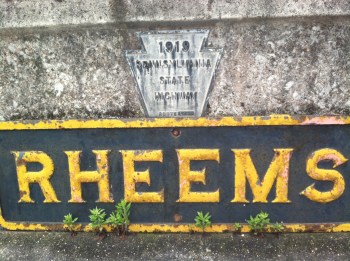 1919
PENNSYLVANIA
STATE
HIGHWAY
RHEEMS